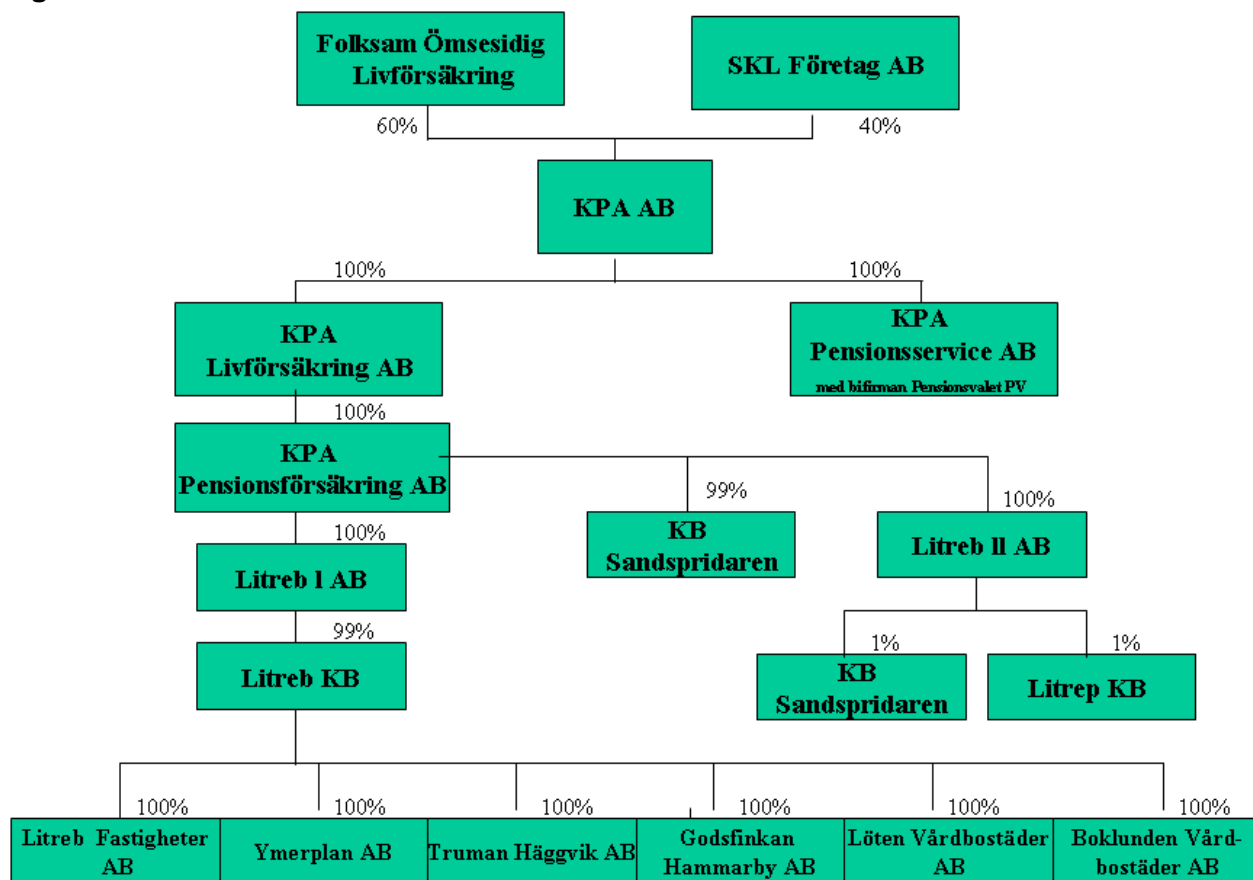 Folksam Ömsesidig
Livförsäkring
SKL Företag AB
60%
40%
KPA AB
100%
100%
KPA
Livförsäkring AB
KPA
Pensionsservice AB
med bifirman Pensionsvalet PV
100%
KPA
Pensionsförsäkring AB
99%
100%
100%
KB
Sandspridaren
Litreb ll AB
Litreb l AB
99%
1%
1%
Litreb KB
KB
Sandspridaren
Litrep KB
100%
100%
100%
100%
100%
100%
Litreb Fastigheter
AB
Ymerplan AB
Truman Häggvik AB
Godsfinkan
Hammarby AB
Löten Vårdbostäder
AB
Boklunden Vård-
bostäder AB